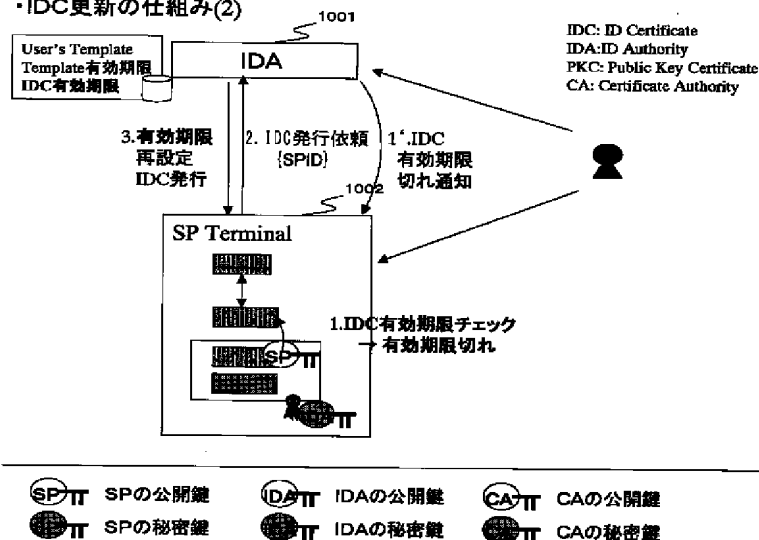 ・IDC更新の仕組み(2)
1001
User's Template
Template有効期限
IDC有効期限
IDA
IDC: ID Certificate
IDA:ID Authority
PKC: Public Key Certificate
CA: Certificate Authority
3.有効期限
再設定
IDC発行
2. IDC発行依頼
{SPID}
1'.IDC
有効期限
切れ通知
1002
SP Terminal
1.IDC有効期限チェック
→ 有効期限切れ
SP
SP SPの公開鍵
IDA IDAの公開鍵
CA CAの公開鍵
SPの秘密鍵
IDAの秘密鍵
CAの秘密鍵